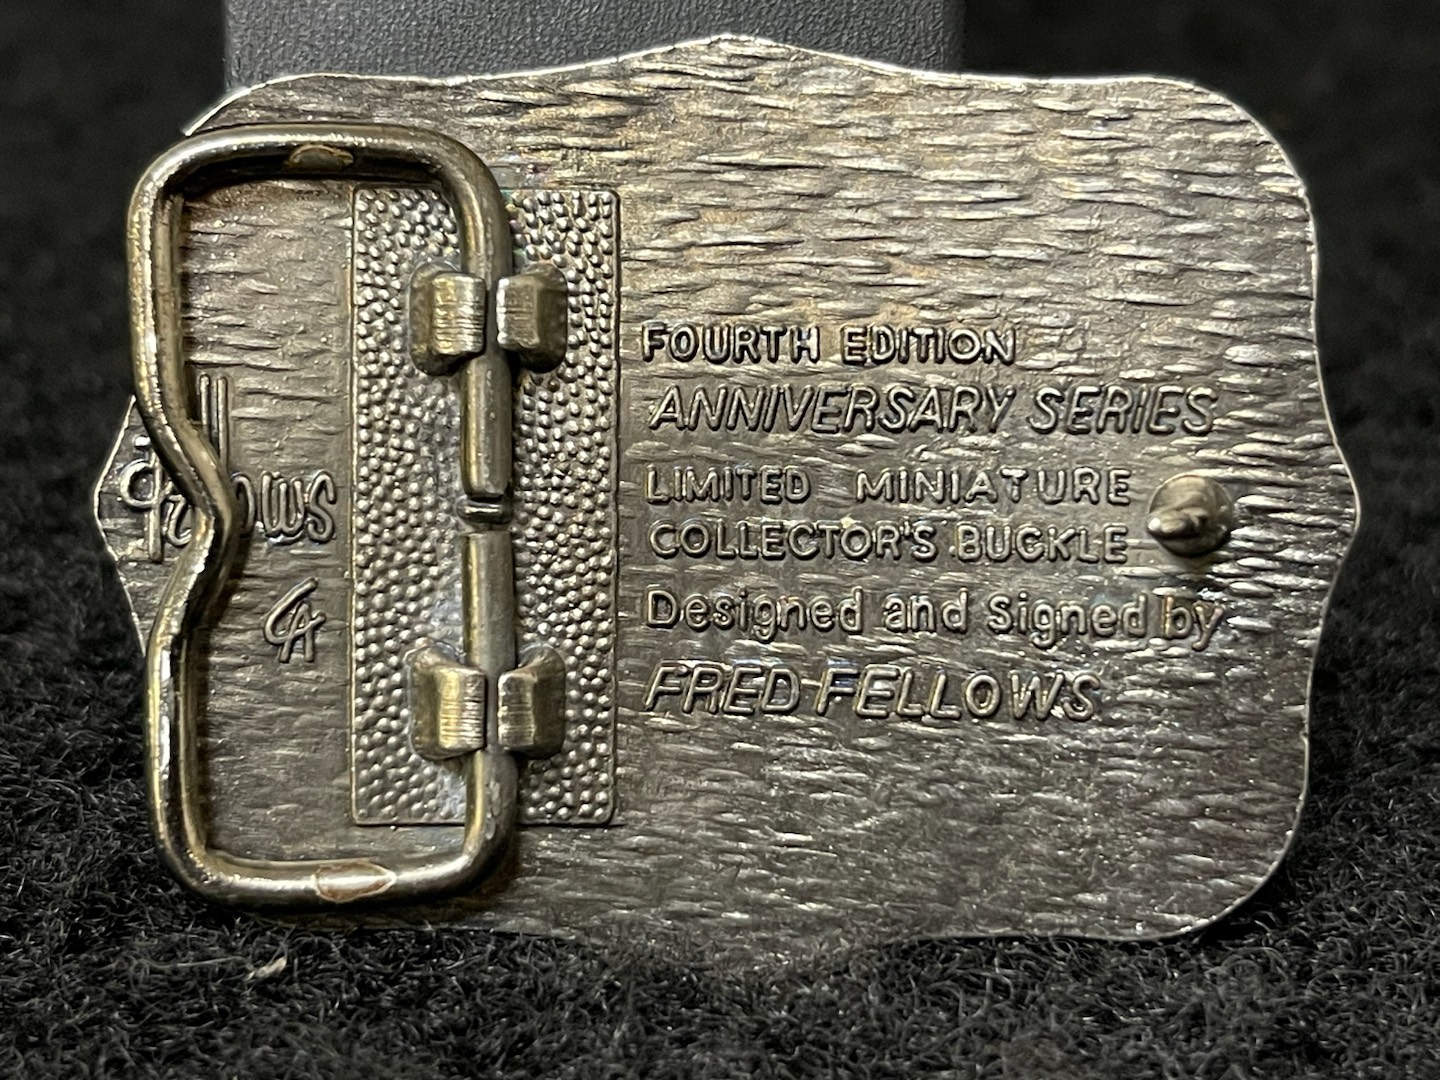 FOURTH EDITION
ANNIVERSARY SERIES
LIMITED MINIATURE
COLLECTOR'S BUCKLE
Designed and Signed by
FRED FELLOWS
CA